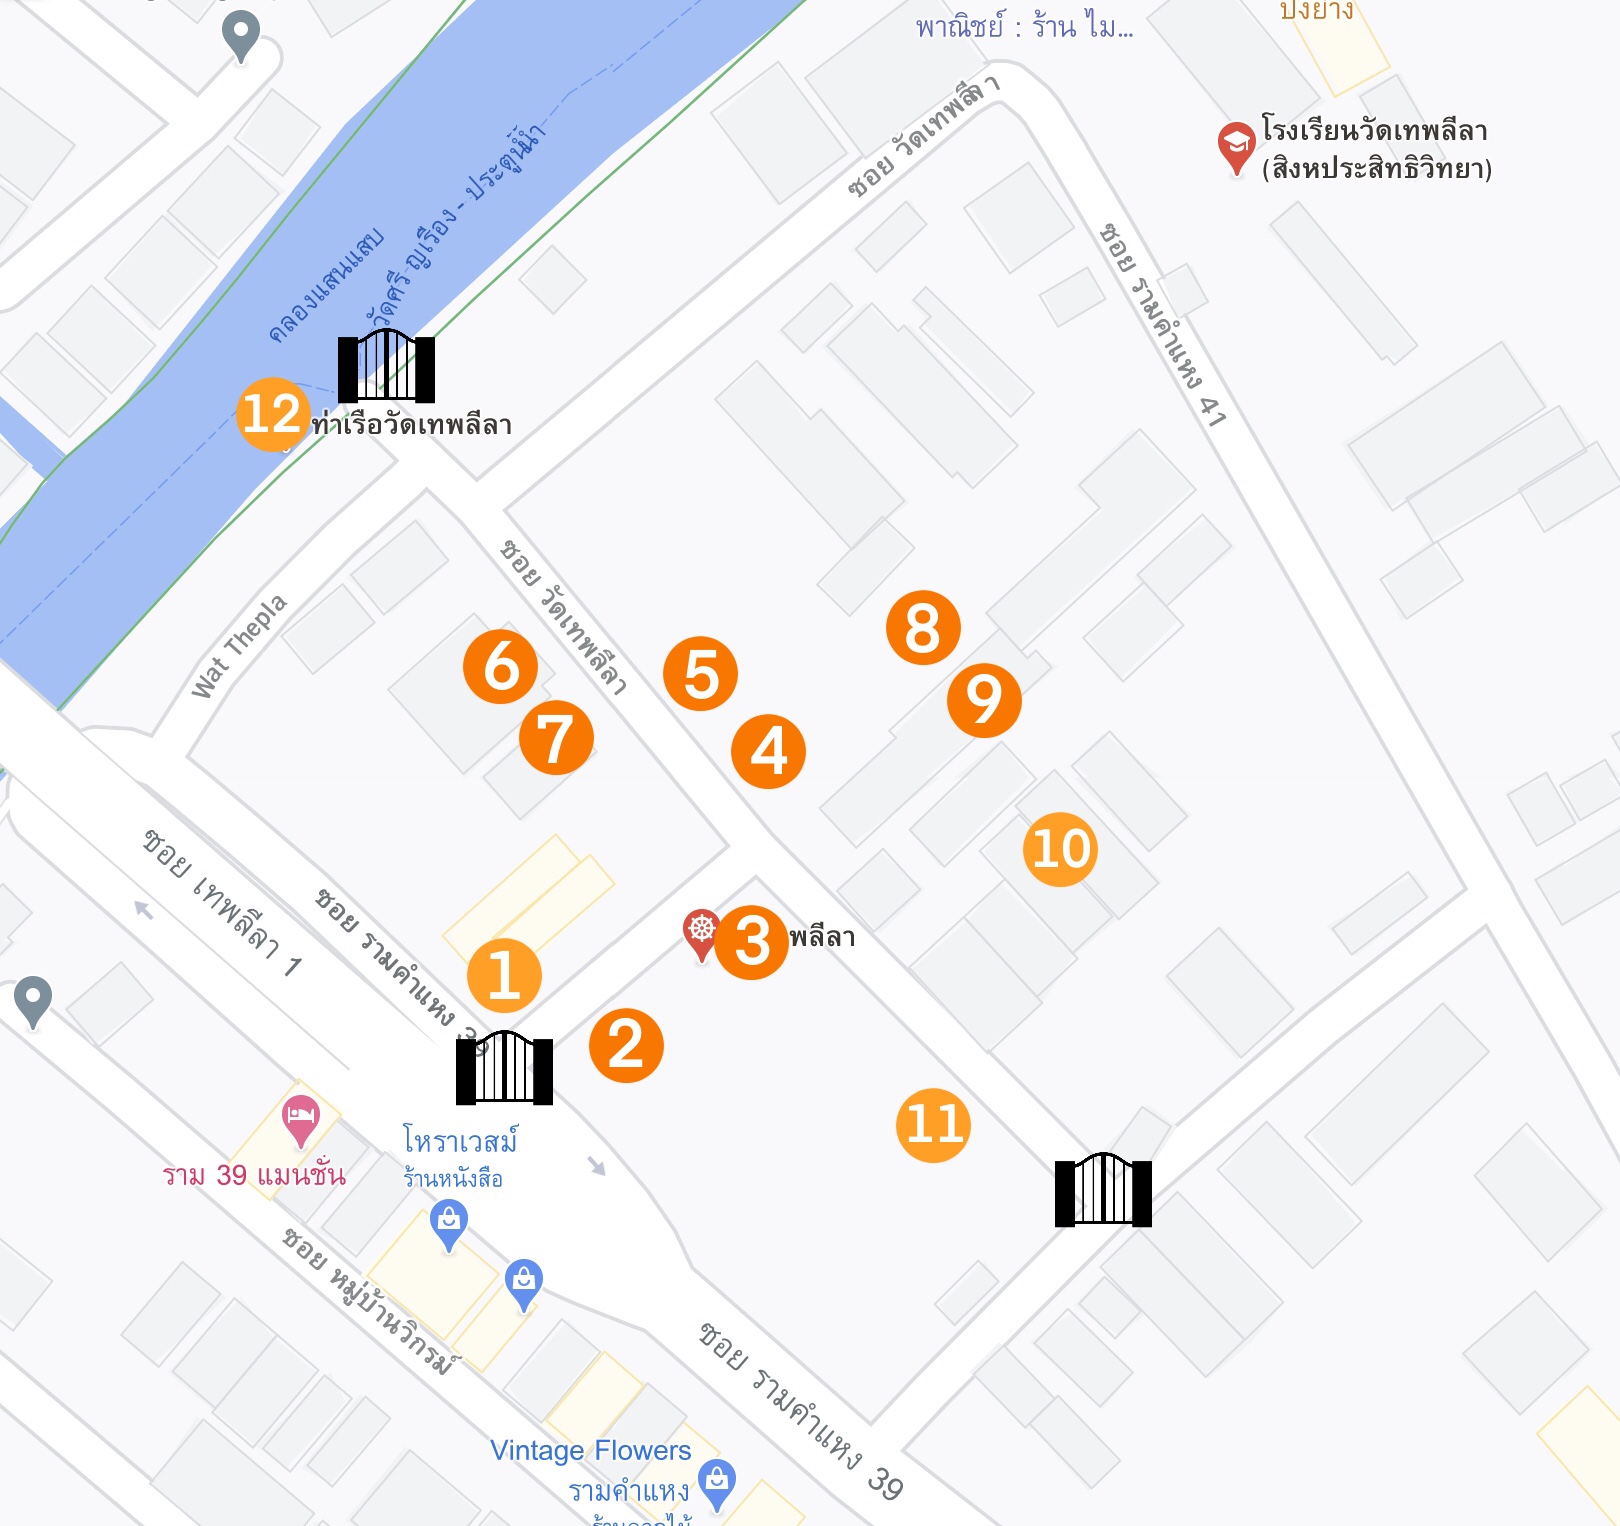 พาณิชย์ : ร้าน ไม...
ปังย่าง
โรงเรียนวัดเทพลีลา
(สิงหประสิทธิวิทยา)
ซอย วัดเทพลีลา
ซอย รามคำแหง 41
คลองแสนแสบ
วัดศรีบุญเรือง - ประตูน้ำ
12
ท่าเรือวัดเทพลีลา
ซอย วัดเทพลีลา
Wat Thepla
8
6
5
9
7
4
10
ซอย เทพลีลา 1
ซอย รามคำแหง 39
3
พลีลา
1
2
11
โหราเวสม์
ร้านหนังสือ
ราม 39 แมนชั่น
ซอย หมู่บ้านวิกรม์
ซอย รามคำแหง 39
Vintage Flowers
รามคำแหง
ร้านดอกไม้